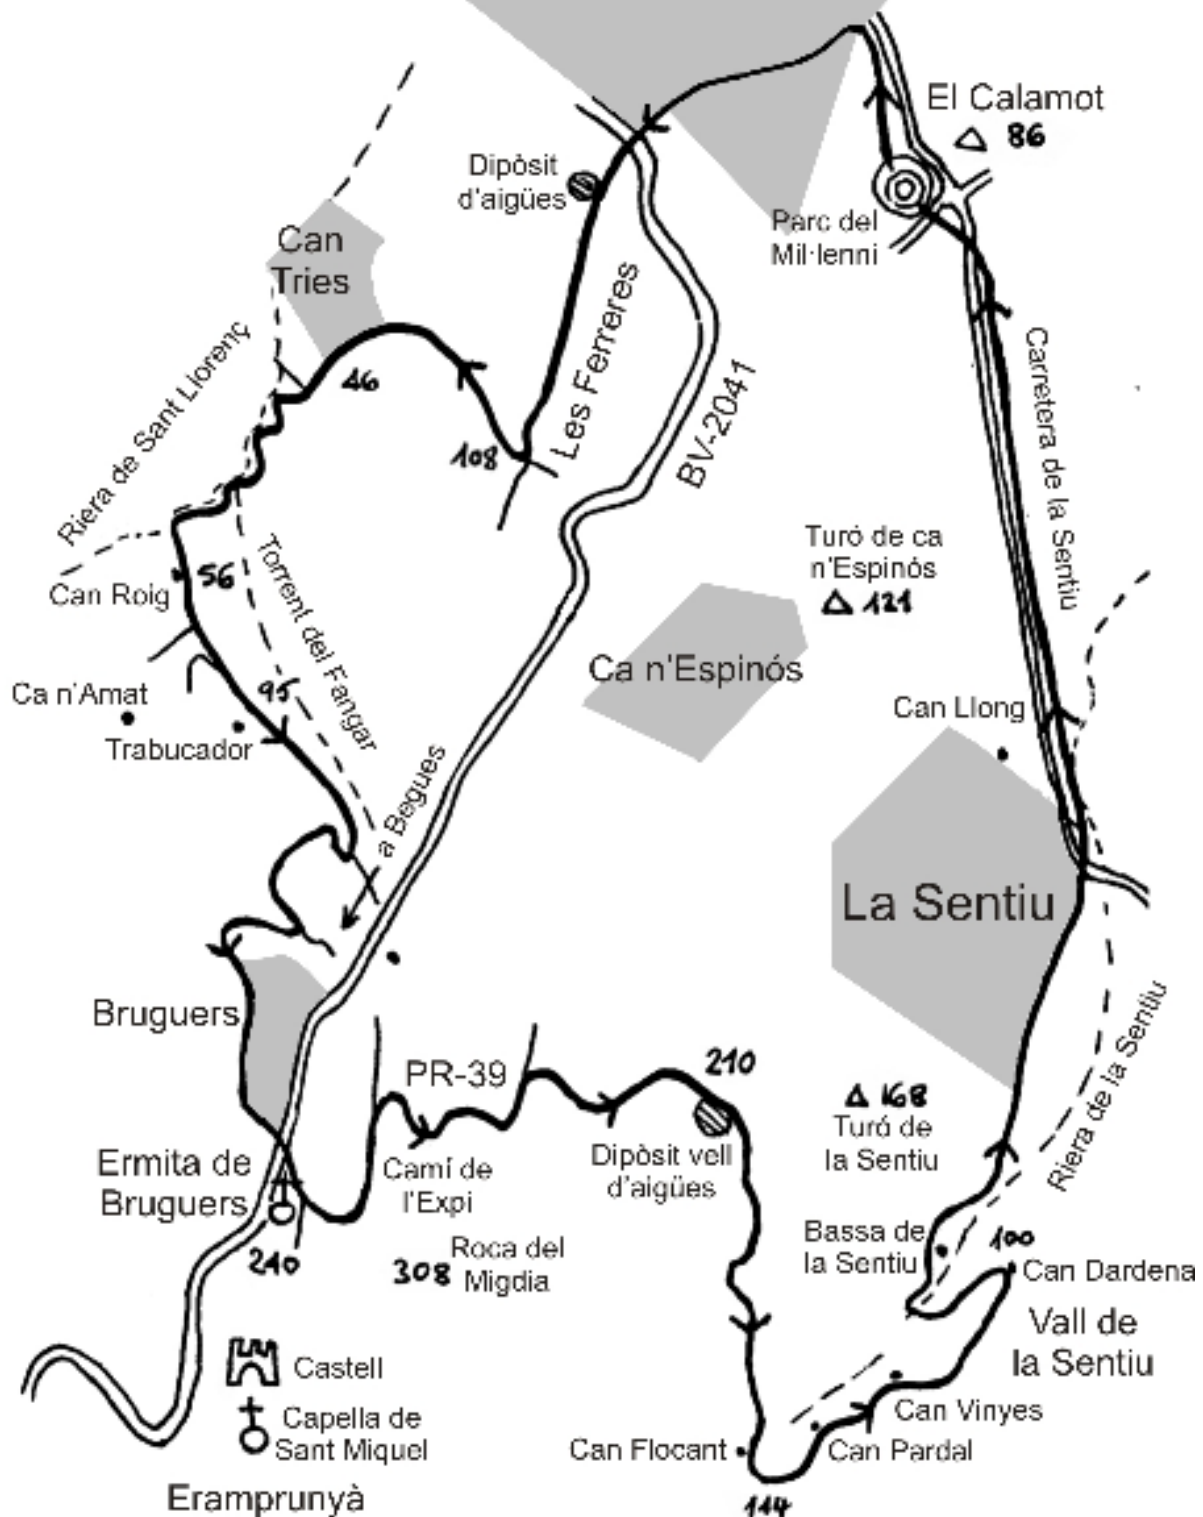 El Calamot
86
Dipòsit
d'aigües
Parc del
Mil·lenni
Can
Tries
Les Ferreres
Riera de Sant Llorenç
46
Carretera de la Sentiu
BV-2041
108
Turó de ca
n'Espinós
121
Can Roig
56
Torrent del Fangar
Ca n'Espinós
Ca n'Amat
95
Trabucador
Can Llong
a Begues
La Sentiu
Bruguers
Riera de la Sentiu
PR-39
210
168
Turó de
la Sentiu
Ermita de
Bruguers
Camí de
l'Expi
Dipòsit vell
d'aigües
210
308
Roca del
Migdia
Bassa de
la Sentiu
100
Can Dardena
Vall de
la Sentiu
Castell
Capella de
Sant Miquel
Can Vinyes
Can Flocant
Can Pardal
Eramprunyà
114